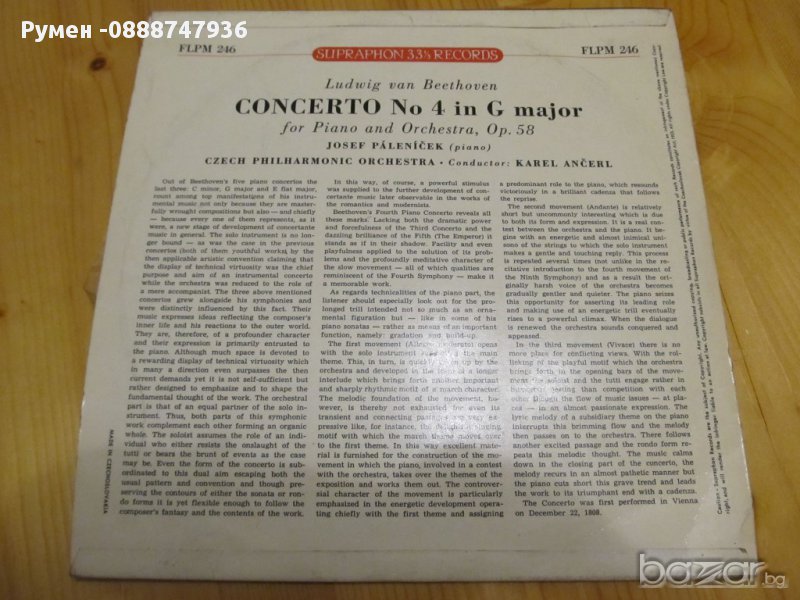 Румен -0888747936
FLPM 246
SUPRAPHON 33⅓ RECORDS
FLPM 246
Ludwig van Beethoven
CONCERTO No 4 in G major
for Piano and Orchestra, Op. 58
JOSEF PÁLENÍČEK (piano)
CZECH PHILHARMONIC ORCHESTRA • Conductor: KAREL ANČERL
Out of Beethoven's five piano concertos the
last three: C minor, G major and E flat major,
count among top manifestations of his instru-
mental music not only because they are master-
fully wrought compositions but also — and chiefly
— because every one of them represents, as it
were, a new stage of development of concertante
music in general. The solo instrument is no lon-
ger bound — as was the case in the previous
concertos (both of them youthful works) by the
then applicable artistic convention claiming that
the display of technical virtuosity was the chief
purpose and aim of an instrumental concerto
while the orchestra was reduced to the role of
a mere accompanist. The three above mentioned
concertos grew alongside his symphonies and
were distinctly influenced by this fact. Their
music expresses ideas reflecting the composer's
inner life and his reactions to the outer world.
They are, therefore, of a profounder character
and their expression is primarily entrusted to
the piano. Although much space is devoted to
a rewarding display of technical virtuosity which
in many a direction even surpasses the then
current demands yet it is not self-sufficient but
rather designed to emphasize and to shape the
fundamental thought of the work. The orchestral
part is that of an equal partner of the solo in-
strument. Thus, both parts of this symphonic
work complement each other forming an organic
whole. The soloist assumes the role of an indi-
vidual who either resists the onslaught of the
tutti or bears the brunt of events as the case
may be. Even the form of the concerto is sub-
ordinated to this dual aim escaping both the
usual pattern and convention and though pre-
serving the contours of either the sonata or ron-
do forms it is yet flexible enough to follow the
composer's fantasy and the contents of the work.
In this way, of course, a powerful stimulus
was supplied to the further development of con-
certante music later observable in the works of
the romantics and modernists.
Beethoven's Fourth Piano Concerto reveals all
these marks. Lacking both the dramatic power
and forcefulness of the Third Concerto and the
dazzling brilliance of the Fifth (The Emperor) it
stands as if in their shadow. Facility and even
playfulness applied to the solution of its problems
and the profoundly meditative character of
the slow movement — all of which qualities are
reminiscent of the Fourth Symphony — make it
a memorable work.
As regards technicalities of the piano part, the
listener should especially look out for the pro-
longed trill intended not so much as an orna-
mental figuration but — like in some of his
piano sonatas — rather as means of an important
function, namely: gradation and build-up.
The first movement (Allegro moderato) opens
with the solo instrument the main
theme. This, in turn, is quickly up by the
orchestra and developed in the of a longer
interlude which brings forth another important
and sharply rhythmic motif of a march character.
The melodic foundation of the movement, how-
ever, is thereby not exhausted for even its
transient and connecting parts are very ex-
pressive like, for instance, the delight singing
motif with which the march theme moves over
to the first theme. In this way excellent mate-
rial is furnished for the construction of the mo-
vement in which the piano, involved in a contest
with the orchestra, takes over the themes of the
exposition and works them out. The controver-
sial character of the movement is particularly
emphasized in the energetic development opera-
ting chiefly with the first theme and assigning
a predominant role to the piano, which resounds
victoriously in a brilliant cadenza that follows
the reprise.
The second movement (Andante) is relatively
short but uncommonly interesting which is due
to both its form and expression. It is a real con-
test between the orchestra and the piano. It be-
gins with an energetic and almost inimical uni-
sono of the strings to which the solo instrument
makes a gentle and touching reply. This process
is repeated several times (not unlike in the re-
citative introduction to the fourth movement of
the Ninth Symphony) and as a result the ori-
ginally harsh voice of the orchestra becomes
gradually gentler and quieter. The piano seizes
this opportunity for asserting its leading role
and making use of an energetic trill eventually
rises to a powerful climax. When the dialogue
is renewed the orchestra sounds conquered and
appeased.
In the third movement (Vivace) there is no
more place for conflicting views. With the rol-
licking of the playful motif which the orchestra
brings forth in the opening bars of the move-
ment the soloist and the tutti engage rather in
than competition with each
other though the flow of music issues — at pla-
ces — in an almost passionate expression. The
lyric melody of a subsidiary theme on the piano
interrupts this brimming flow and the melody
then passes on to the orchestra. There follows
another excited passage and the rondo form re-
peats this melodic thought. The music calms
down in the closing part of the concerto, the
melody recurs in an almost pathetic manner but
the piano cuts short this grave trend and leads
the work to its triumphant end with a cadenza.
The Concerto was first performed in Vienna
on December 22, 1808.
MADE IN CZECHOSLOVAKIA
bazar.bg